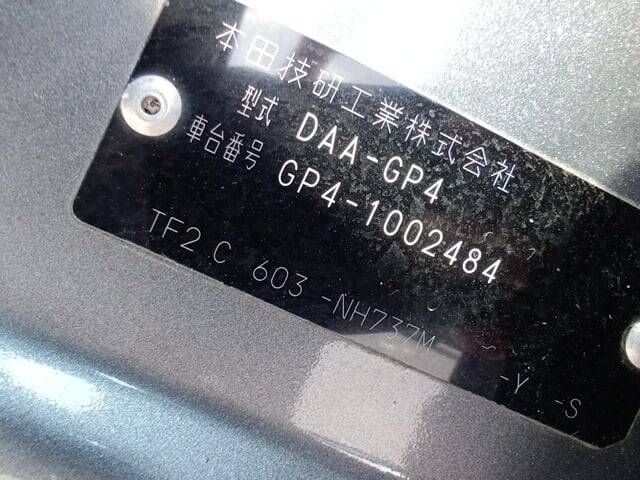 本田技研工業株式会社
型式 DAA-GP4
車台番号 GP4-1002484
TF2 C 603 -NH737M -Y -S